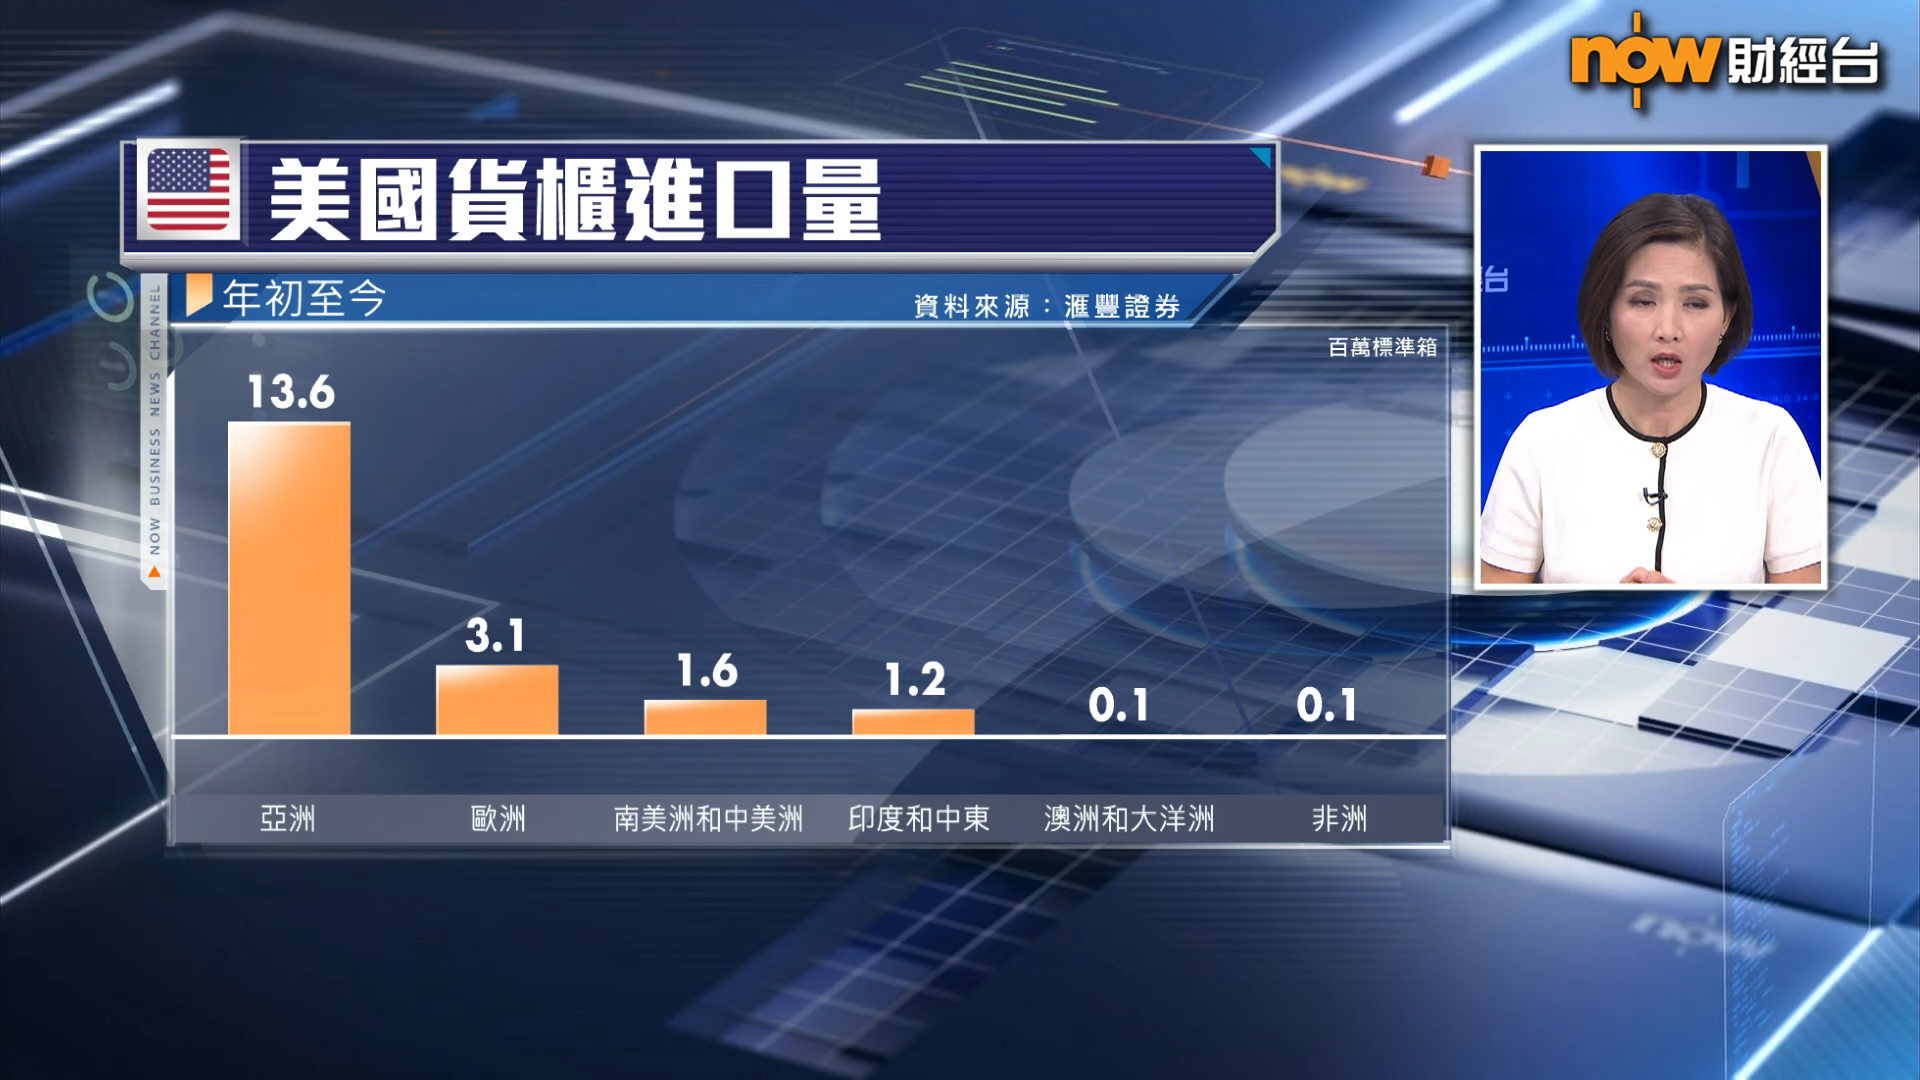 now財經台
美國貨櫃進口量
年初至今
資料來源：滙豐證券
百萬標準箱
NOW BUSINESS NEWS CHANNEL
13.6
3.1
1.6
1.2
0.1
0.1
亞洲
歐洲
南美洲和中美洲
印度和中東
澳洲和大洋洲
非洲
台
now